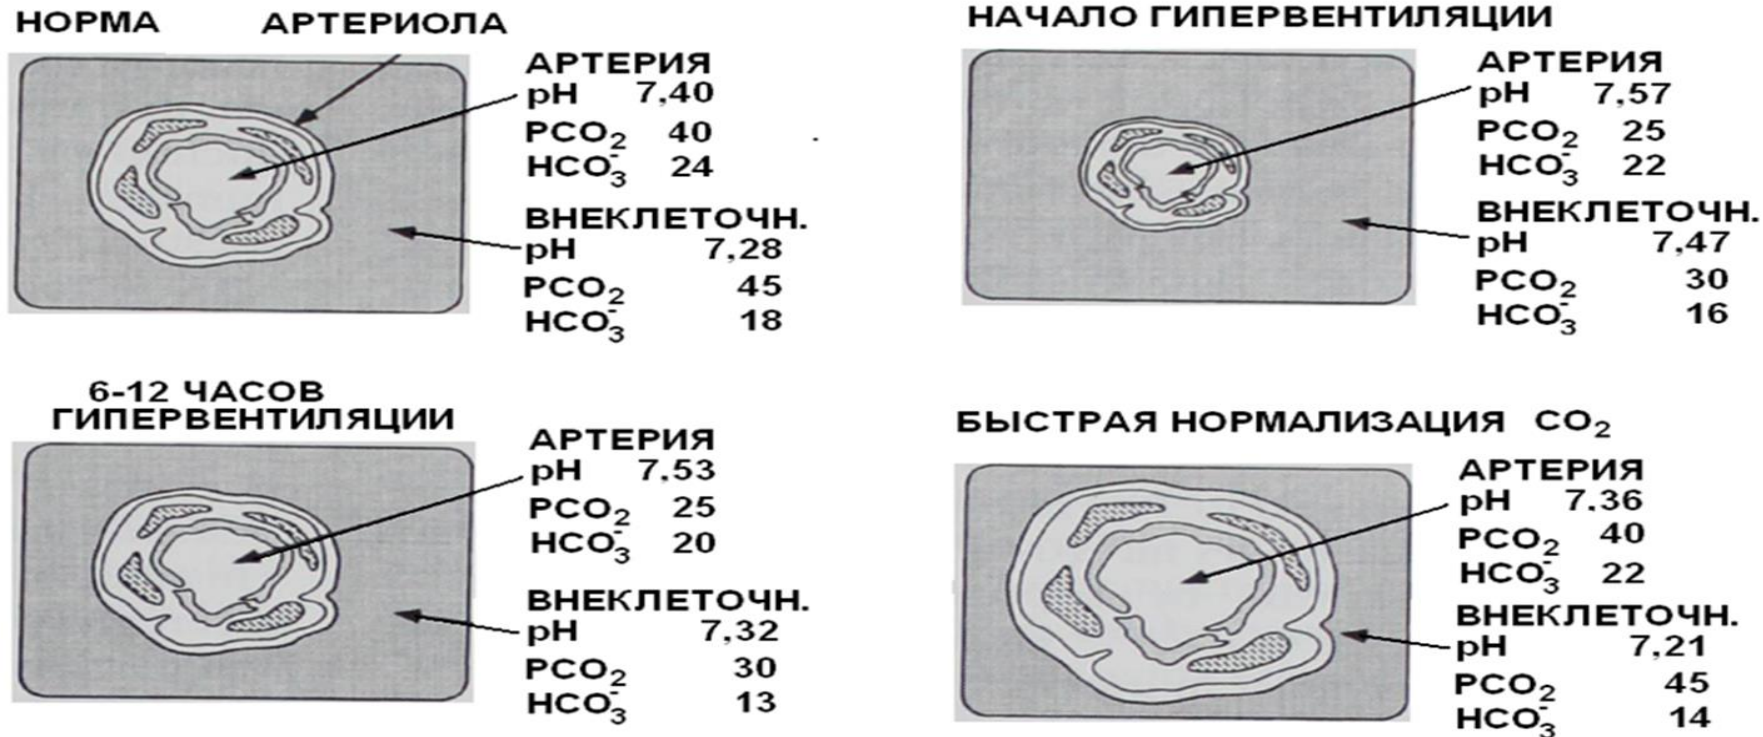 НОРМА АРТЕРИОЛА
АРТЕРИЯ
pH 7,40
PCO2 40
HCO3- 24
ВНЕКЛЕТОЧН.
pH 7,28
PCO2 45
HCO3- 18
НАЧАЛО ГИПЕРВЕНТИЛЯЦИИ
АРТЕРИЯ
pH 7,57
PCO2 25
HCO3- 22
ВНЕКЛЕТОЧН.
pH 7,47
PCO2 30
HCO3- 16
6-12 ЧАСОВ
ГИПЕРВЕНТИЛЯЦИИ
АРТЕРИЯ
pH 7,53
PCO2 25
HCO3- 20
ВНЕКЛЕТОЧН.
pH 7,32
PCO2 30
HCO3- 13
БЫСТРАЯ НОРМАЛИЗАЦИЯ CO2
АРТЕРИЯ
pH 7.36
PCO2 40
HCO3- 22
ВНЕКЛЕТОЧН.
pH 7,21
PCO2 45
HCO3- 14